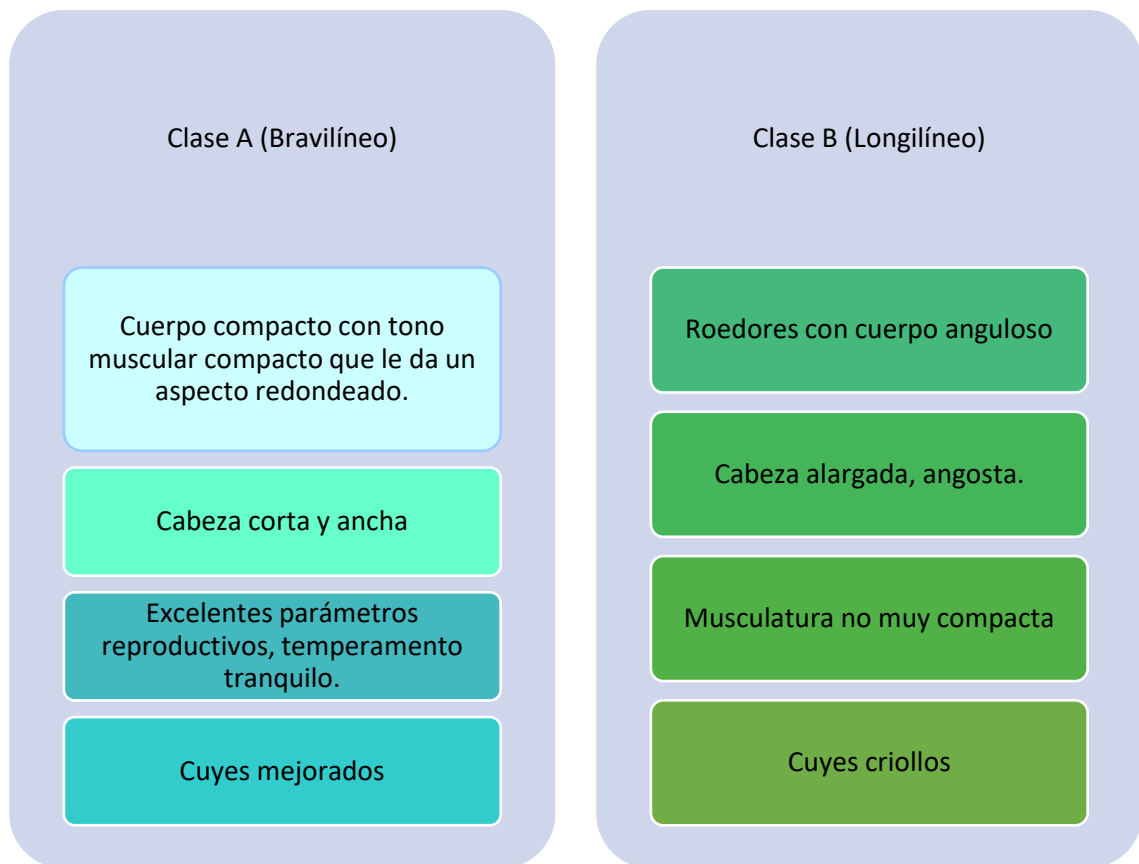 Clase A (Bravilíneo)
Cuerpo compacto con tono
muscular compacto que le da un
aspecto redondeado.
Cabeza corta y ancha
Excelentes parámetros
reproductivos, temperamento
tranquilo.
Cuyes mejorados
Clase B (Longilíneo)
Roedores con cuerpo anguloso
Cabeza alargada, angosta.
Musculatura no muy compacta
Cuyes criollos